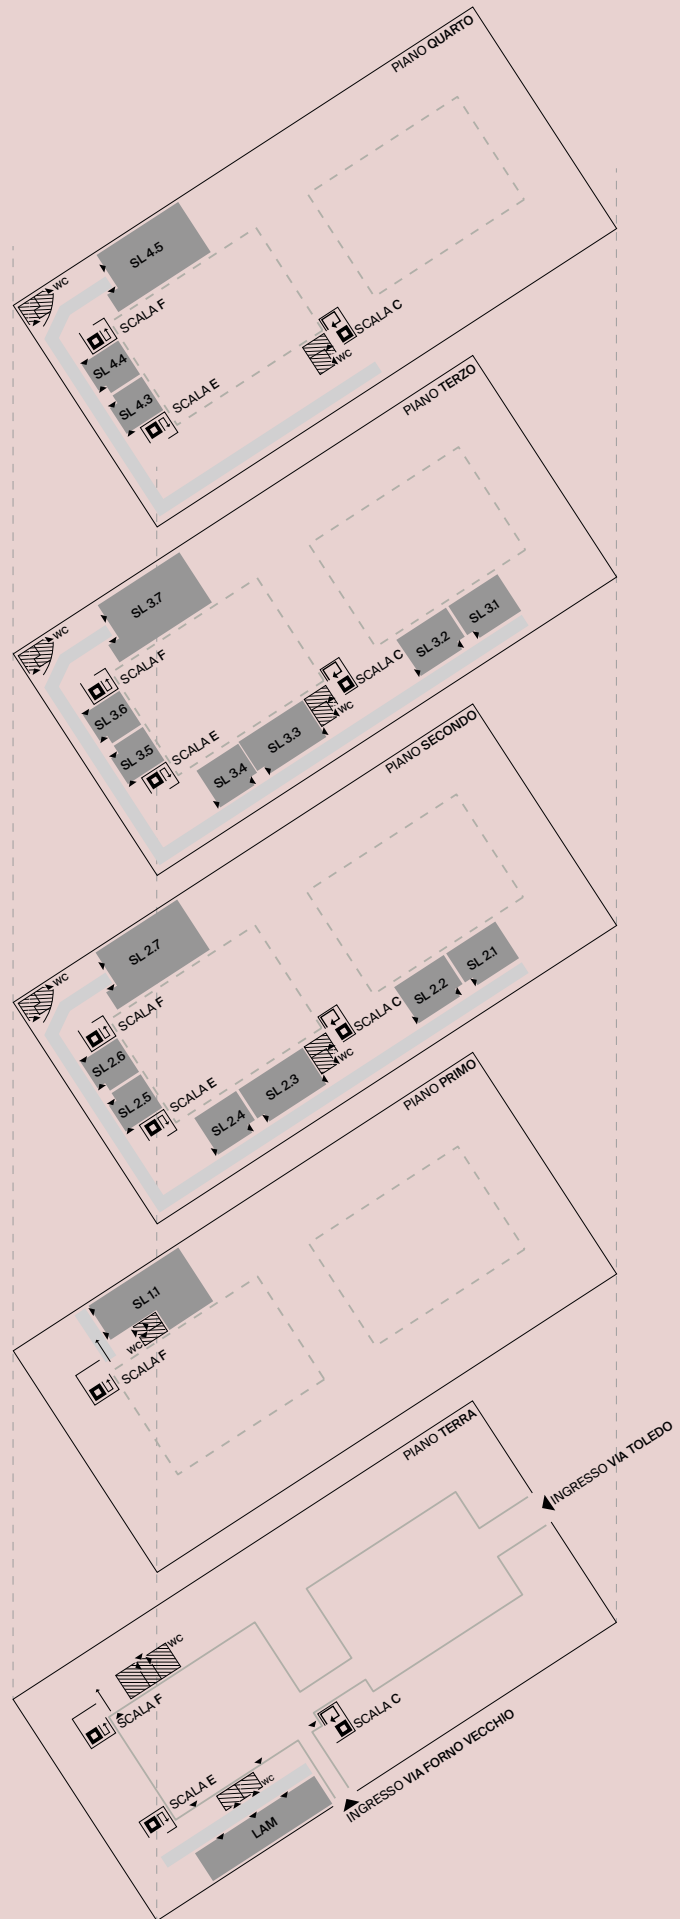 PIANO QUARTO
SL 4.5
WC
SCALA F
SCALA C
SL 4.4
WC
SL 4.3
SCALA E
PIANO TERZO
SL 3.7
SL 3.1
WC
SL 3.2
SCALA F
SCALA C
SL 3.6
WC
SL 3.3
SL 3.5
SCALA E
SL 3.4
PIANO SECONDO
SL 2.7
SL 2.1
WC
SL 2.2
SCALA F
SCALA C
SL 2.6
WC
SL 2.3
SL 2.5
SCALA E
SL 2.4
PIANO PRIMO
SL 1.1
WC
SCALA F
PIANO TERRA
INGRESSO VIA TOLEDO
WC
SCALA F
SCALA C
SCALA E
WC
INGRESSO VIA FORNO VECCHIO
LAM